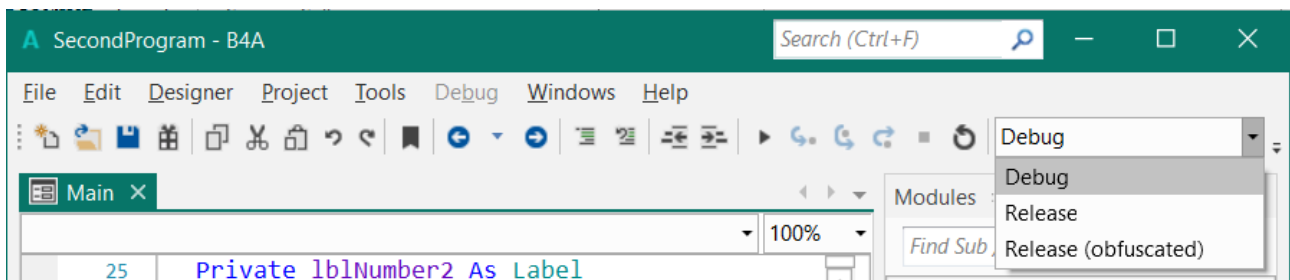 A SecondProgram - B4A
Search (Ctrl+F)
File Edit Designer Project Tools Debug Windows Help
Debug
Debug
Release
Release (obfuscated)
Main
Modules
100%
Find Sub
25 Private lblNumber2 As Label